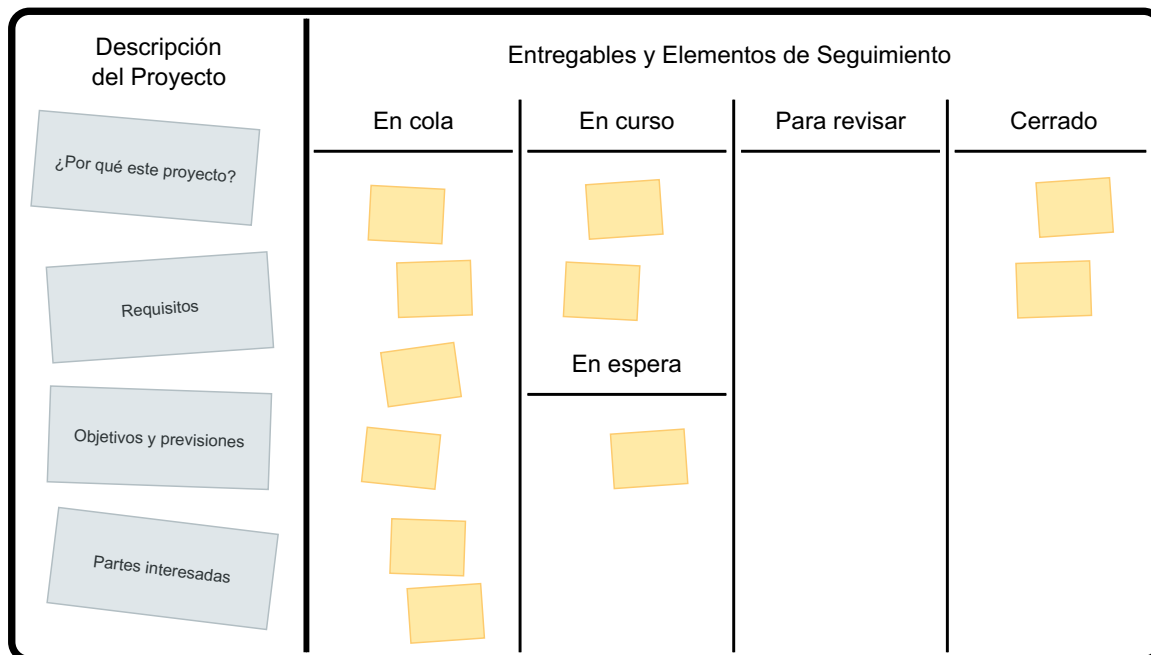 Descripción
del Proyecto
¿Por qué este proyecto?
Requisitos
Objetivos y previsiones
Partes interesadas
Entregables y Elementos de Seguimiento
En cola
En curso
Para revisar
Cerrado
En espera